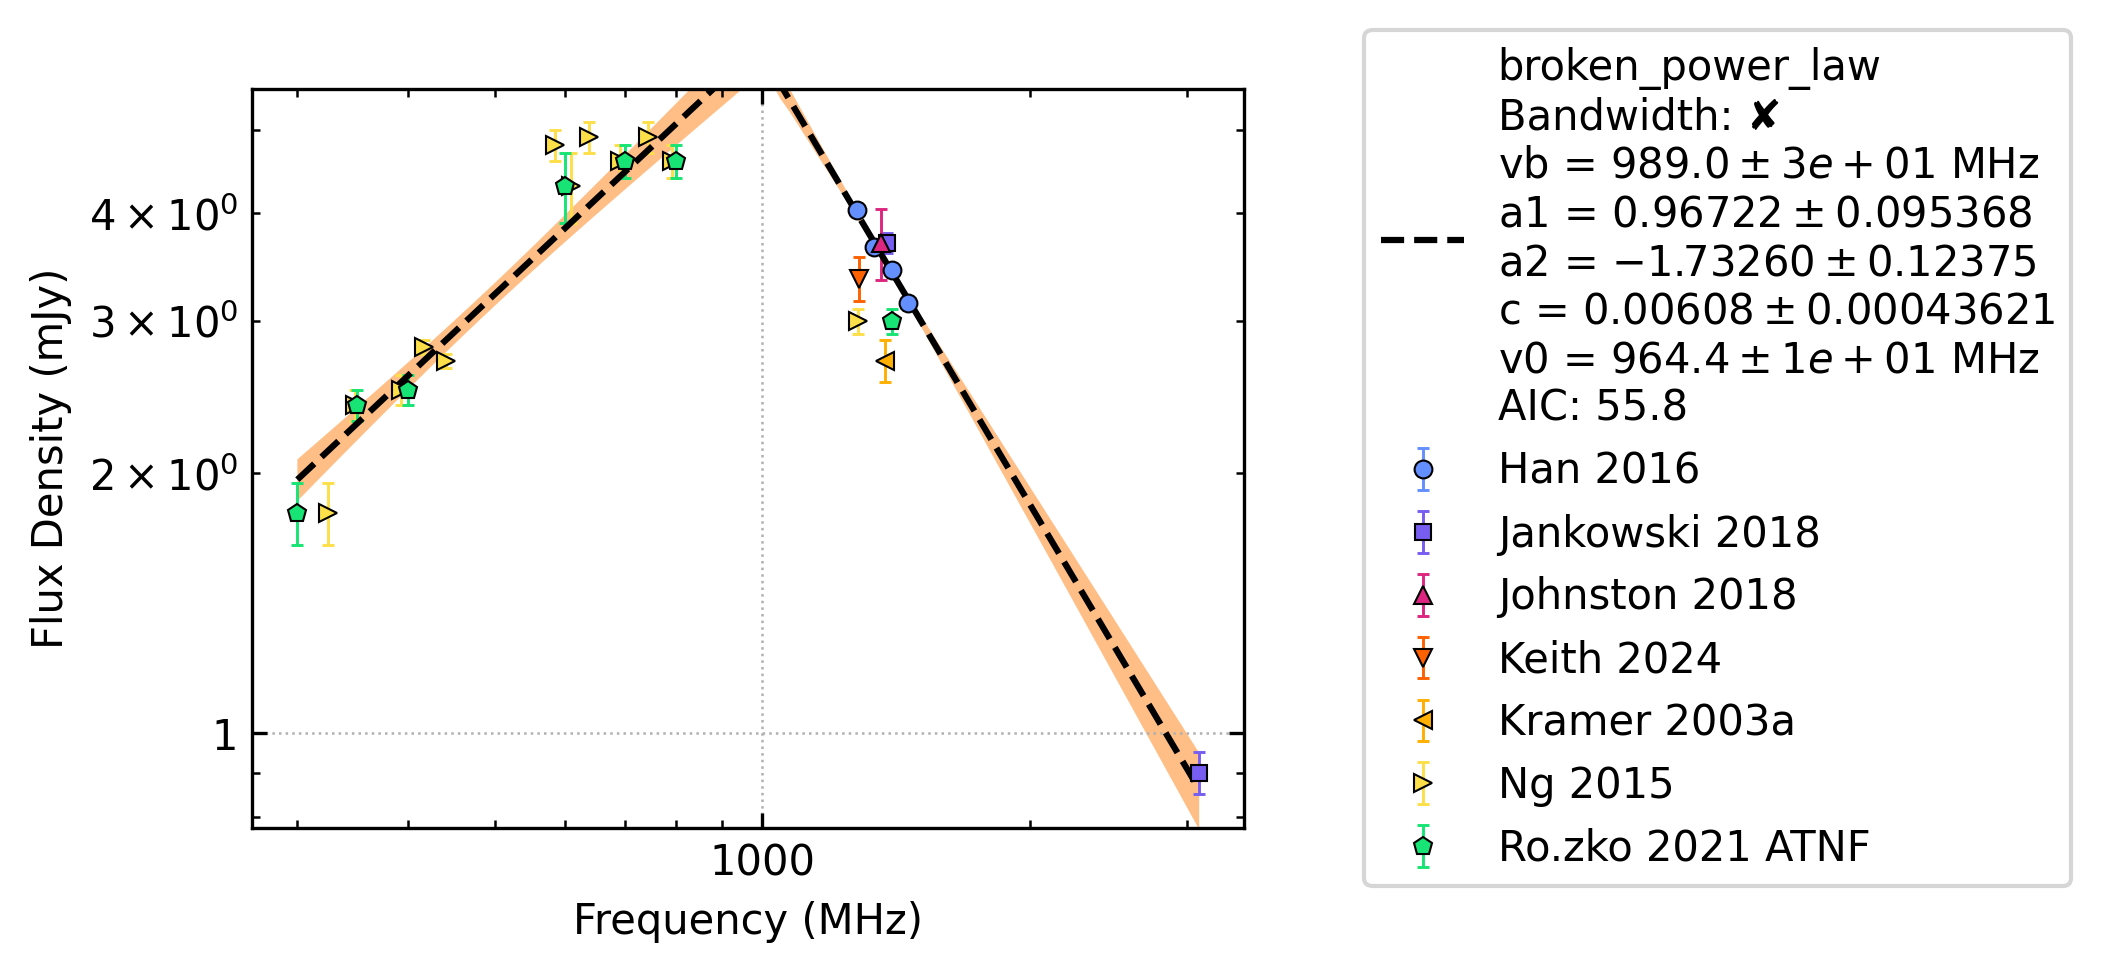 Flux Density (mJy)
4 × 10⁰
3 × 10⁰
2 × 10⁰
1
1000
Frequency (MHz)
broken_power_law
Bandwidth: ✘
vb = 989.0 ± 3e + 01 MHz
a1 = 0.96722 ± 0.095368
a2 = −1.73260 ± 0.12375
c = 0.00608 ± 0.00043621
v0 = 964.4 ± 1e + 01 MHz
AIC: 55.8
Han 2016
Jankowski 2018
Johnston 2018
Keith 2024
Kramer 2003a
Ng 2015
Ro.zko 2021 ATNF